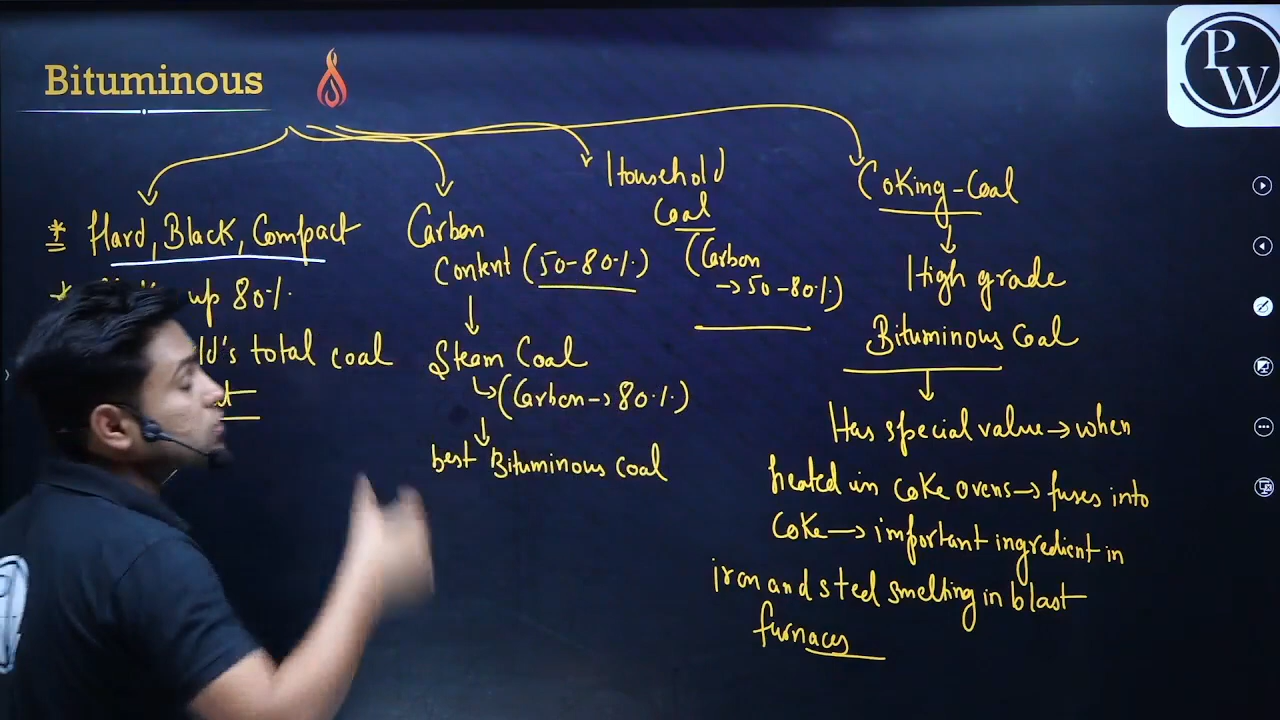 Bituminous
PW
* Hard, Black, Compact
* up 80%
ld's total coal
Carbon
Content (50-80%)
Steam Coal
(Carbon → 80%)
best Bituminous coal
Household
Coal
(Carbon
→ 50-80%)
Coking-Coal
High grade
Bituminous Coal
Has special value → when
heated in coke ovens → fuses into
Coke → important ingredient in
iron and steel smelting in blast
furnaces